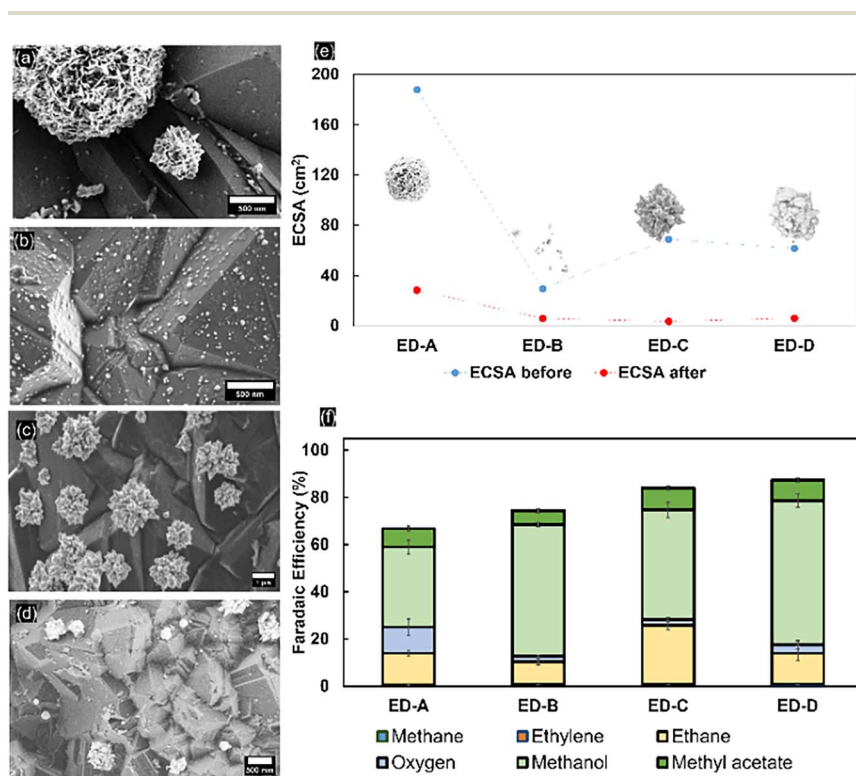 (a)
500 nm
(b)
500 nm
(c)
1 µm
(d)
500 nm
(e)
200
160
120
80
40
0
ECSA (cm²)
ED-A ED-B ED-C ED-D
ECSA before ECSA after
(f)
100
80
60
40
20
0
Faradaic Efficiency (%)
ED-A ED-B ED-C ED-D
Methane Ethylene Ethane
Oxygen Methanol Methyl acetate